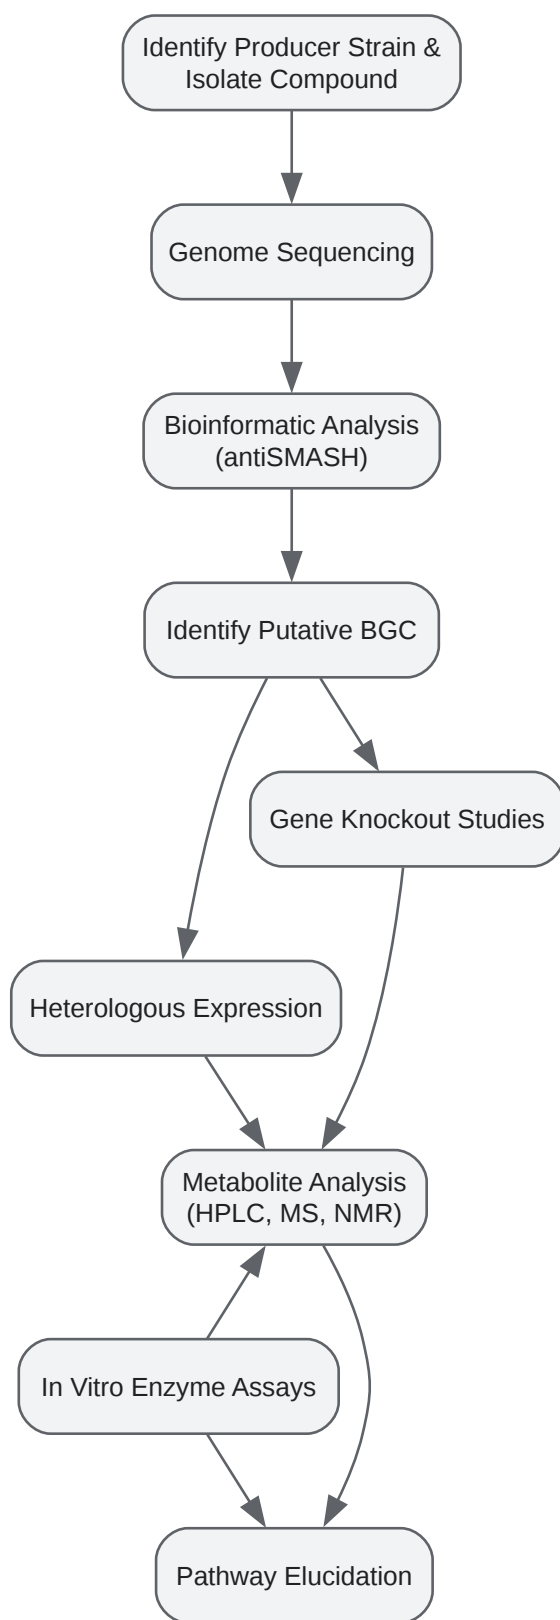 Identify Producer Strain &
Isolate Compound
Genome Sequencing
Bioinformatic Analysis
(antiSMASH)
Identify Putative BGC
Gene Knockout Studies
Heterologous Expression
Metabolite Analysis
(HPLC, MS, NMR)
In Vitro Enzyme Assays
Pathway Elucidation